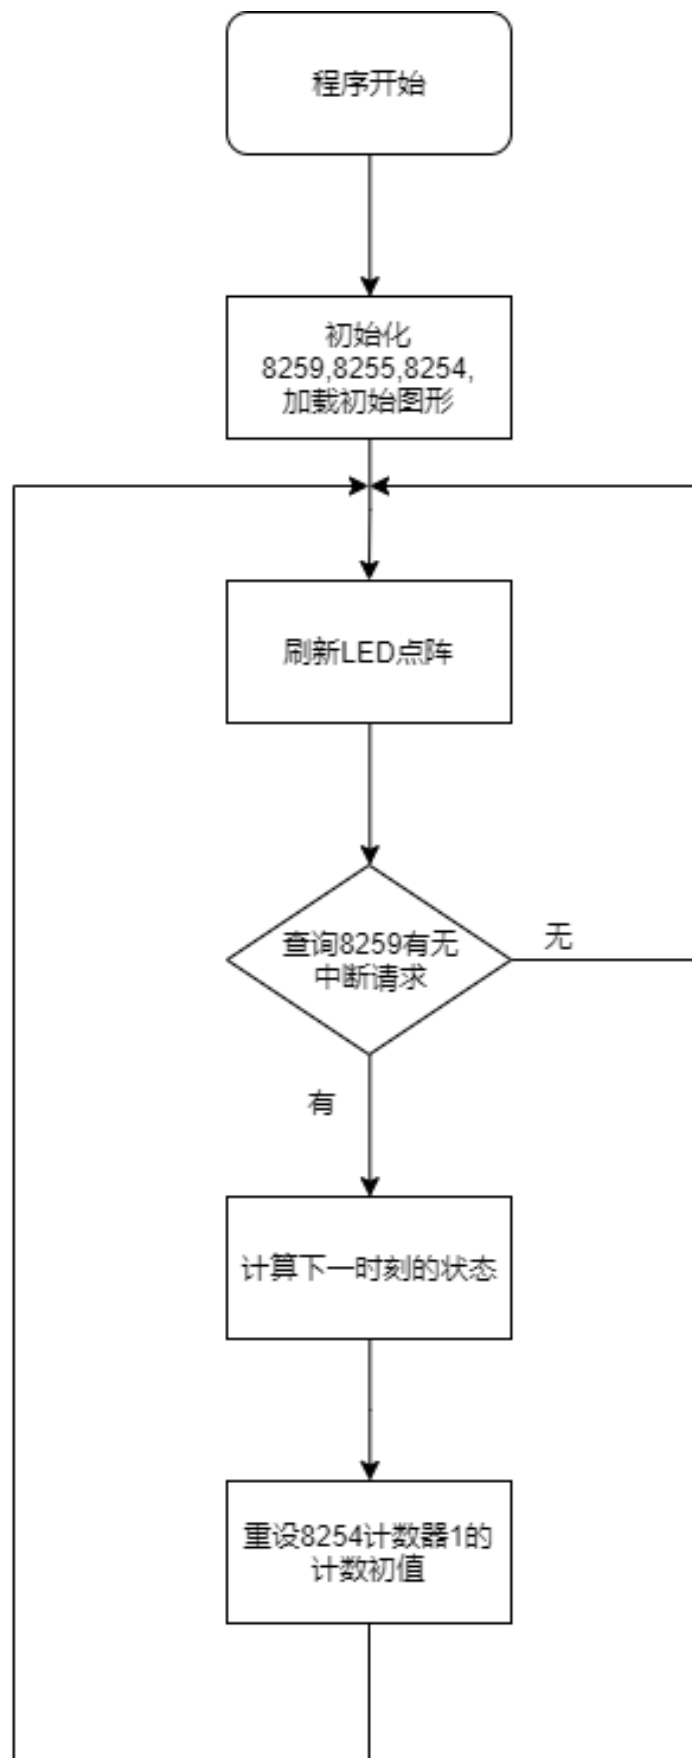 程序开始
初始化
8259,8255,8254,
加载初始图形
刷新LED点阵
查询8259有无
中断请求
无
有
计算下一时刻的状态
重设8254计数器1的
计数初值